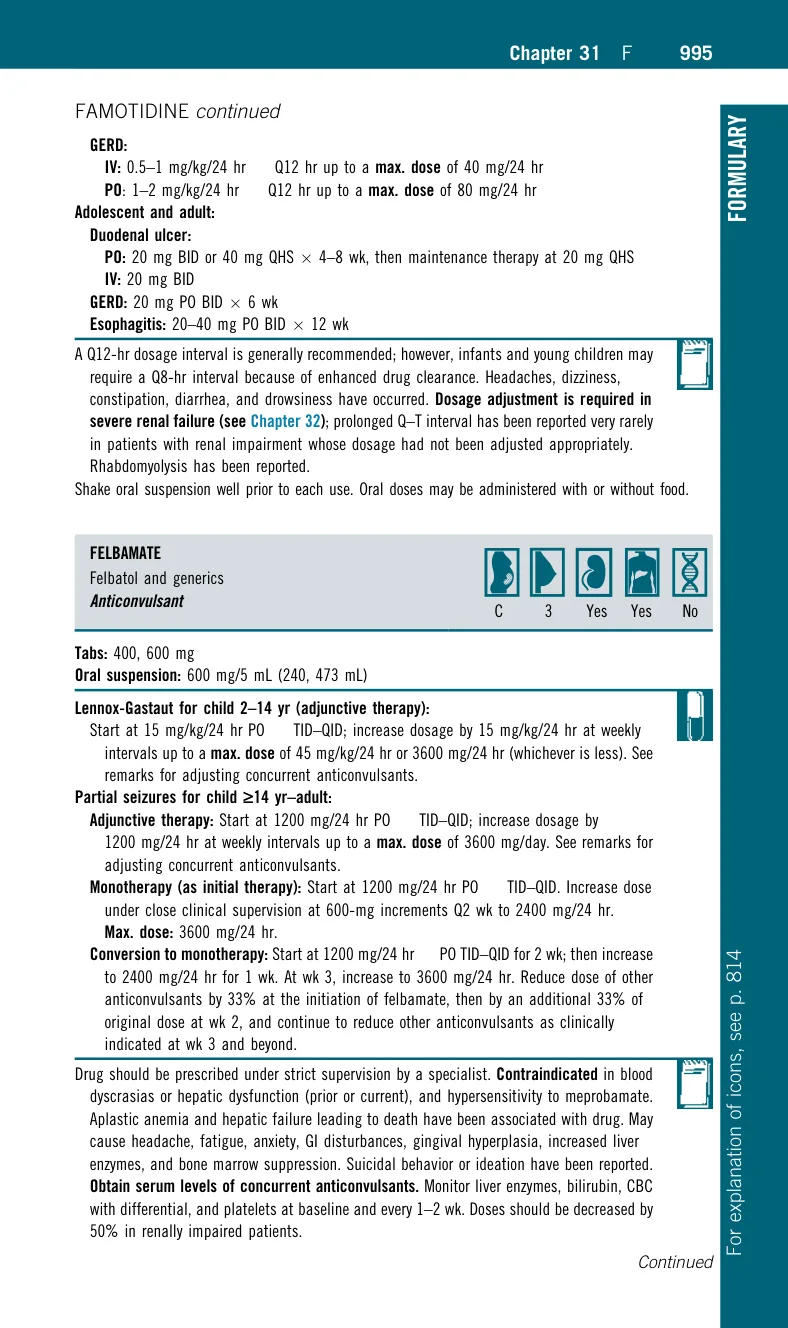 Chapter 31 F 995
FAMOTIDINE continued
GERD:
IV: 0.5–1 mg/kg/24 hr Q12 hr up to a max. dose of 40 mg/24 hr
PO: 1–2 mg/kg/24 hr Q12 hr up to a max. dose of 80 mg/24 hr
Adolescent and adult:
Duodenal ulcer:
PO: 20 mg BID or 40 mg QHS × 4–8 wk, then maintenance therapy at 20 mg QHS
IV: 20 mg BID
GERD: 20 mg PO BID × 6 wk
Esophagitis: 20–40 mg PO BID × 12 wk
A Q12-hr dosage interval is generally recommended; however, infants and young children may
require a Q8-hr interval because of enhanced drug clearance. Headaches, dizziness,
constipation, diarrhea, and drowsiness have occurred. Dosage adjustment is required in
severe renal failure (see Chapter 32); prolonged Q–T interval has been reported very rarely
in patients with renal impairment whose dosage had not been adjusted appropriately.
Rhabdomyolysis has been reported.
Shake oral suspension well prior to each use. Oral doses may be administered with or without food.
FELBAMATE
Felbatol and generics
Anticonvulsant
C 3 Yes Yes No
Tabs: 400, 600 mg
Oral suspension: 600 mg/5 mL (240, 473 mL)
Lennox-Gastaut for child 2–14 yr (adjunctive therapy):
Start at 15 mg/kg/24 hr PO TID–QID; increase dosage by 15 mg/kg/24 hr at weekly
intervals up to a max. dose of 45 mg/kg/24 hr or 3600 mg/24 hr (whichever is less). See
remarks for adjusting concurrent anticonvulsants.
Partial seizures for child ≥14 yr–adult:
Adjunctive therapy: Start at 1200 mg/24 hr PO TID–QID; increase dosage by
1200 mg/24 hr at weekly intervals up to a max. dose of 3600 mg/day. See remarks for
adjusting concurrent anticonvulsants.
Monotherapy (as initial therapy): Start at 1200 mg/24 hr PO TID–QID. Increase dose
under close clinical supervision at 600-mg increments Q2 wk to 2400 mg/24 hr.
Max. dose: 3600 mg/24 hr.
Conversion to monotherapy: Start at 1200 mg/24 hr PO TID–QID for 2 wk; then increase
to 2400 mg/24 hr for 1 wk. At wk 3, increase to 3600 mg/24 hr. Reduce dose of other
anticonvulsants by 33% at the initiation of felbamate, then by an additional 33% of
original dose at wk 2, and continue to reduce other anticonvulsants as clinically
indicated at wk 3 and beyond.
Drug should be prescribed under strict supervision by a specialist. Contraindicated in blood
dyscrasias or hepatic dysfunction (prior or current), and hypersensitivity to meprobamate.
Aplastic anemia and hepatic failure leading to death have been associated with drug. May
cause headache, fatigue, anxiety, GI disturbances, gingival hyperplasia, increased liver
enzymes, and bone marrow suppression. Suicidal behavior or ideation have been reported.
Obtain serum levels of concurrent anticonvulsants. Monitor liver enzymes, bilirubin, CBC
with differential, and platelets at baseline and every 1–2 wk. Doses should be decreased by
50% in renally impaired patients.
Continued
FORMULARY
For explanation of icons, see p. 814